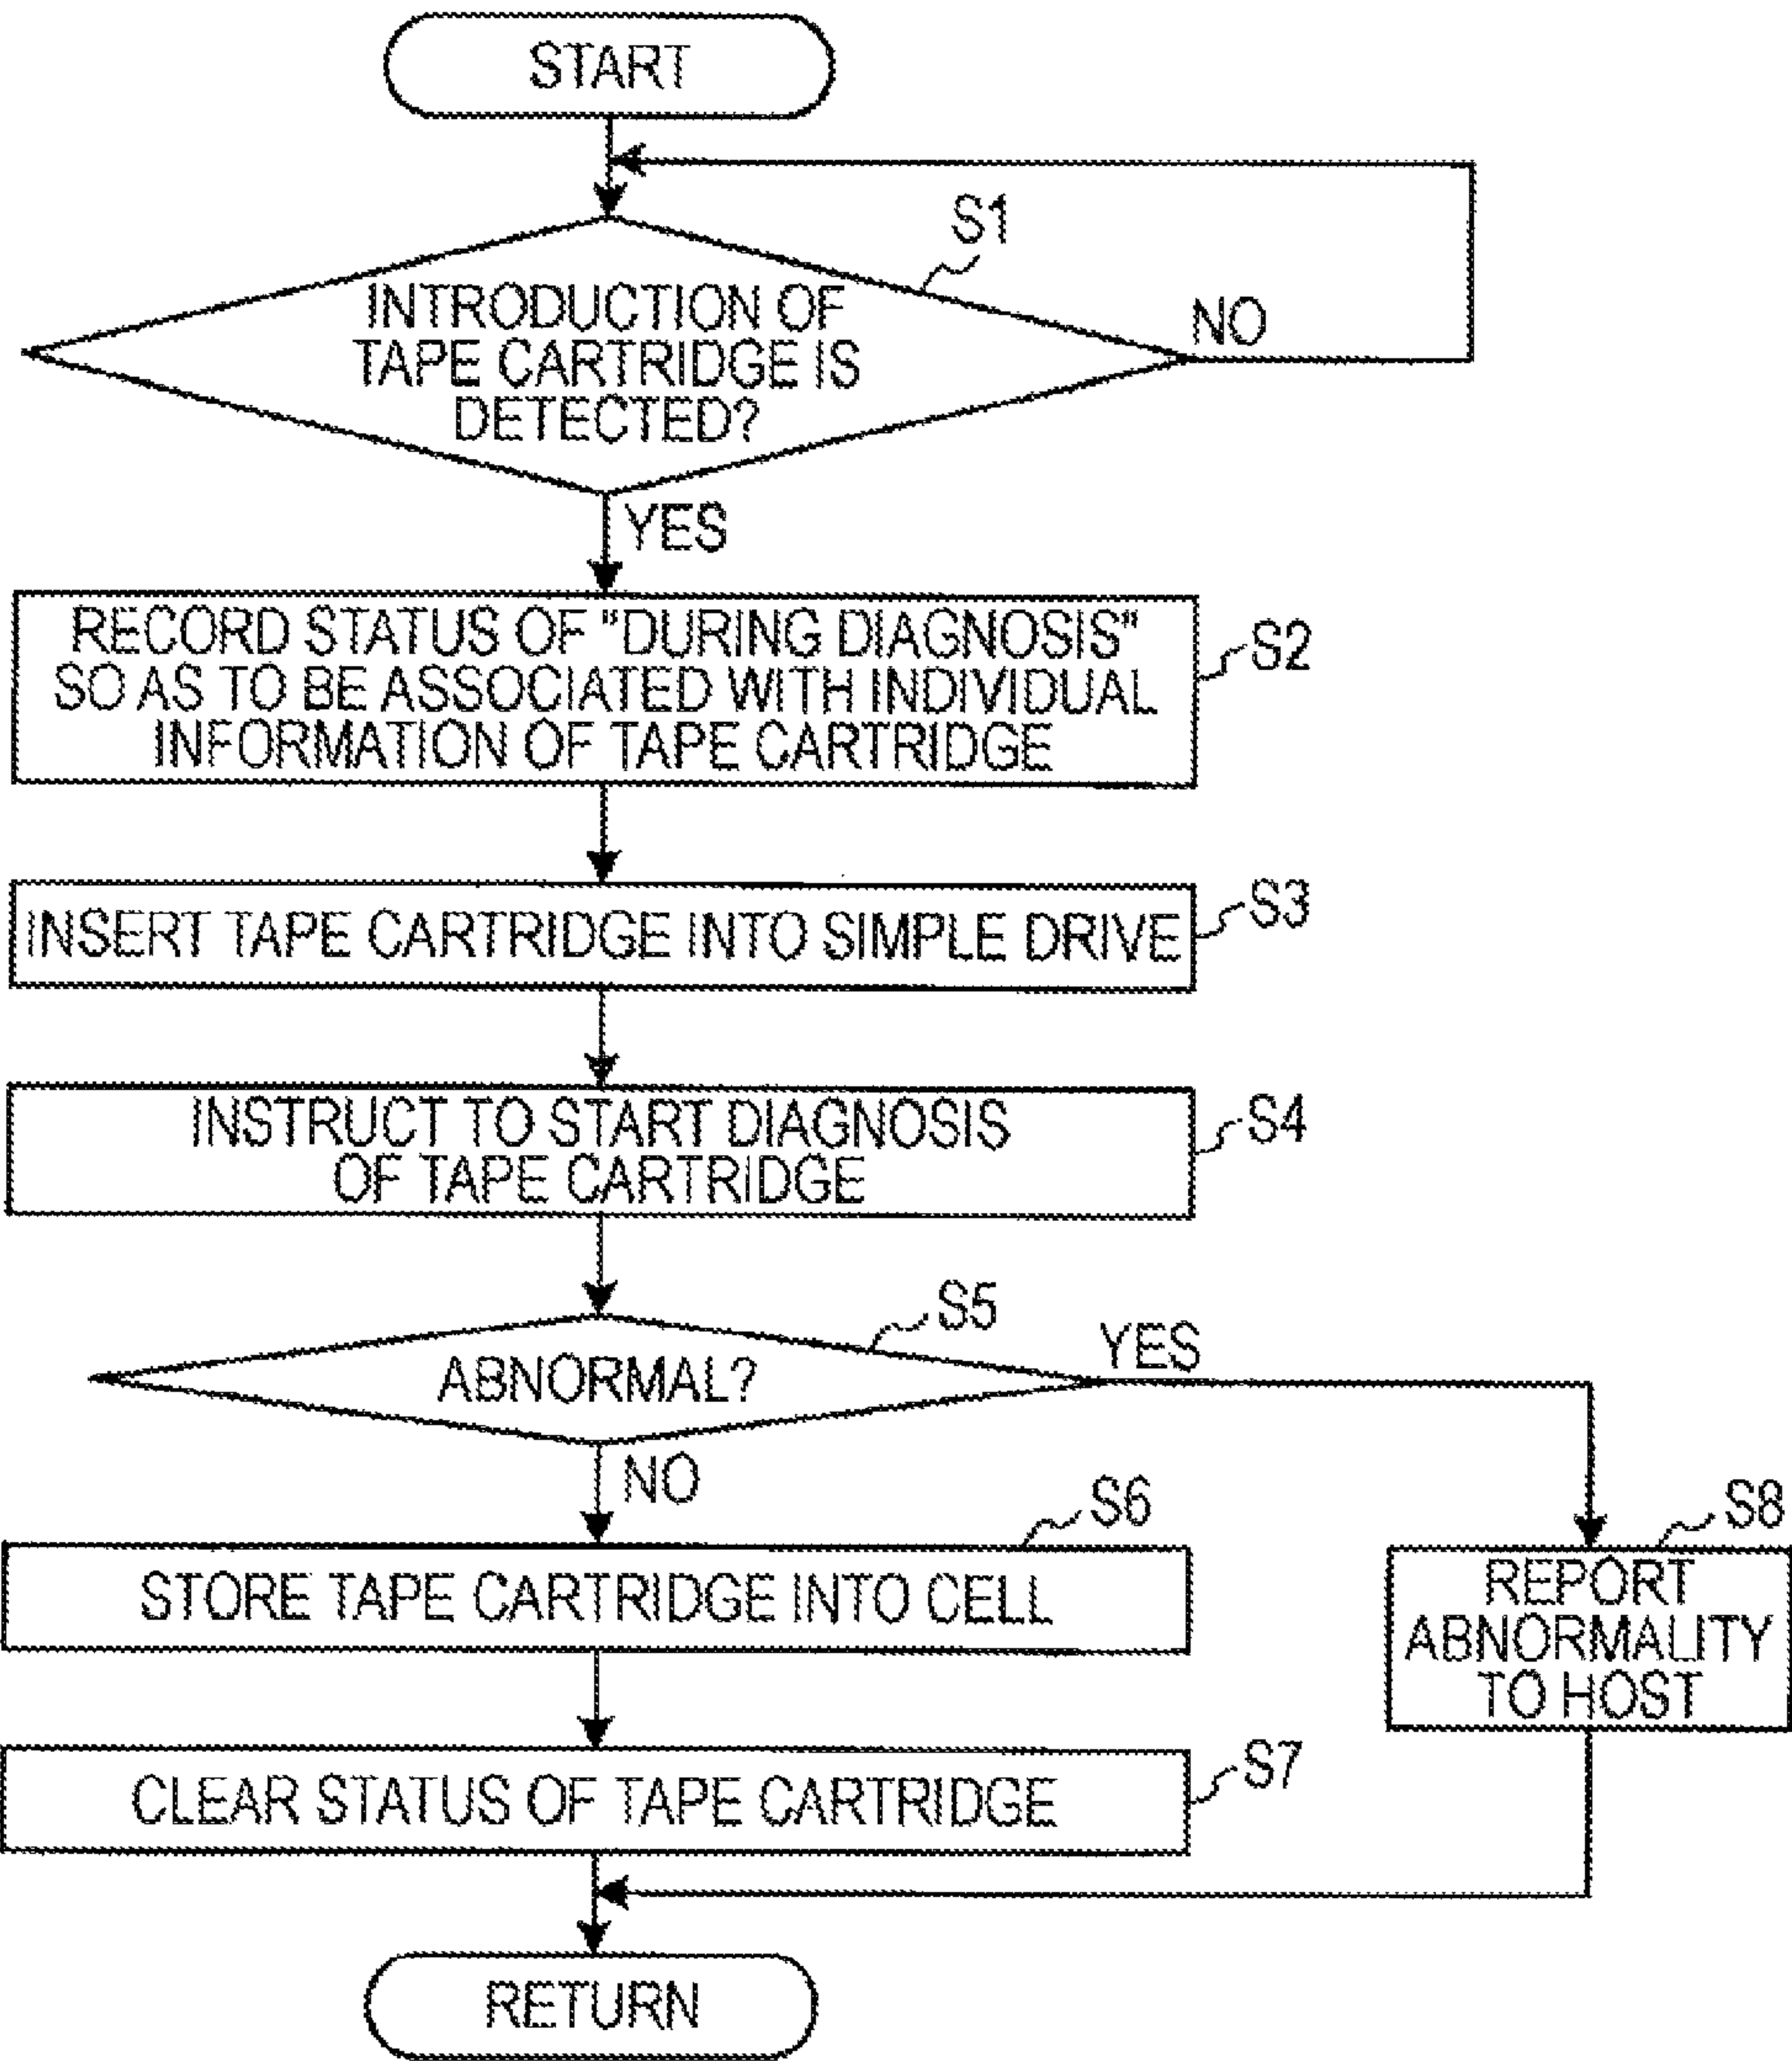 START
S1
INTRODUCTION OF
TAPE CARTRIDGE IS
DETECTED?
NO
YES
RECORD STATUS OF "DURING DIAGNOSIS"
SO AS TO BE ASSOCIATED WITH INDIVIDUAL
INFORMATION OF TAPE CARTRIDGE
S2
INSERT TAPE CARTRIDGE INTO SIMPLE DRIVE
S3
INSTRUCT TO START DIAGNOSIS
OF TAPE CARTRIDGE
S4
S5
ABNORMAL?
YES
NO
S6
STORE TAPE CARTRIDGE INTO CELL
S8
REPORT
ABNORMALITY
TO HOST
CLEAR STATUS OF TAPE CARTRIDGE
S7
RETURN